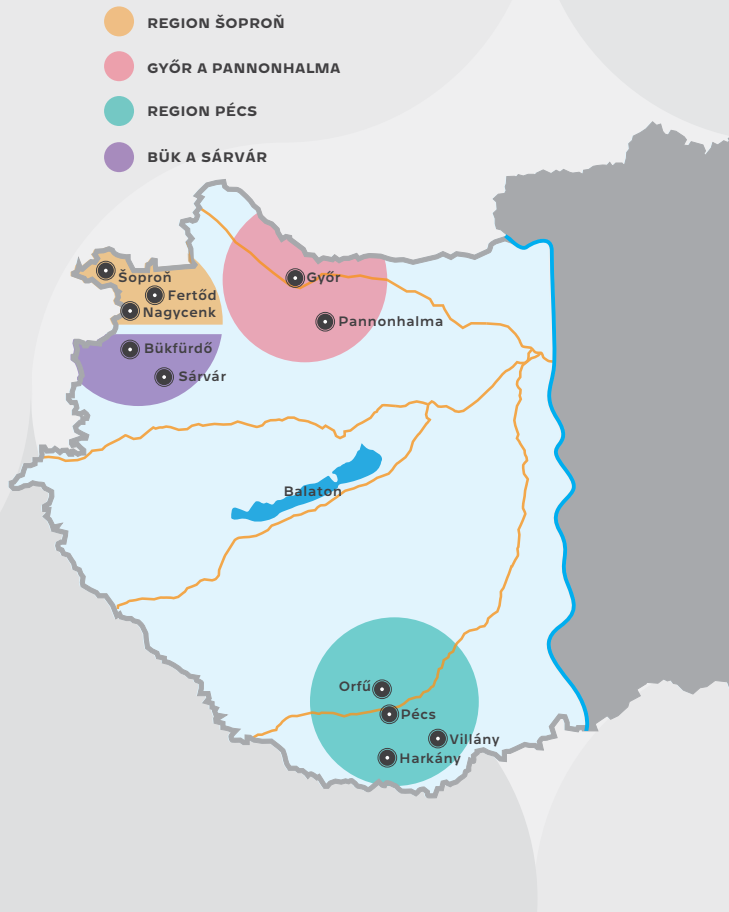 REGION ŠOPROŇ
GYŐR A PANNONHALMA
REGION PÉCS
BÜK A SÁRVÁR
Šoproň
Győr
Fertőd
Nagycenk
Pannonhalma
Bükfürdő
Sárvár
Balaton
Orfű
Pécs
Villány
Harkány